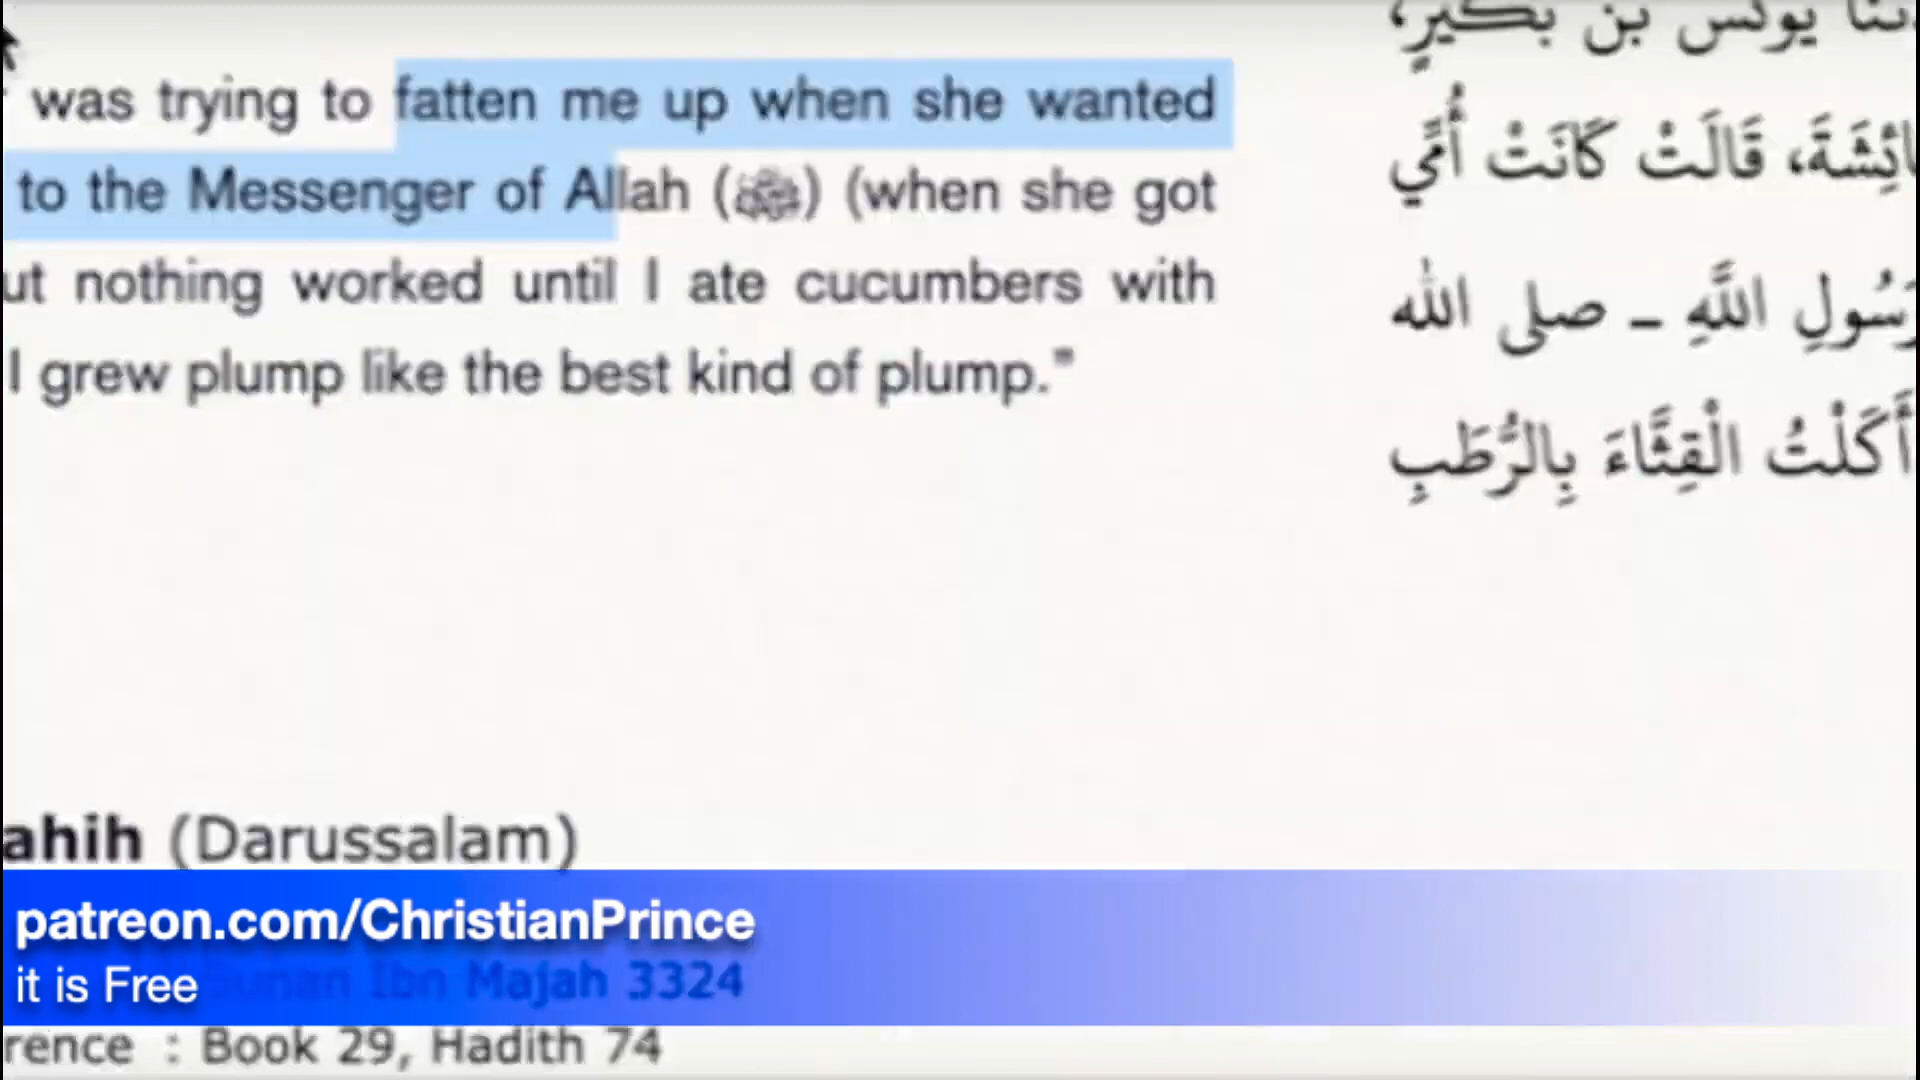 was trying to fatten me up when she wanted
to the Messenger of Allah (ﷺ) (when she got
ut nothing worked until I ate cucumbers with
I grew plump like the best kind of plump."
يونس بن بكير،
ائِشَةَ، قَالَتْ كَانَتْ أُمِّي
رَسُولِ اللَّهِ ـ صلى الله
أَكَلْتُ الْقِثَّاءَ بِالرُّطَبِ
ahih (Darussalam)
patreon.com/ChristianPrince
it is Free
Sunan Ibn Majah 3324
rence : Book 29, Hadith 74